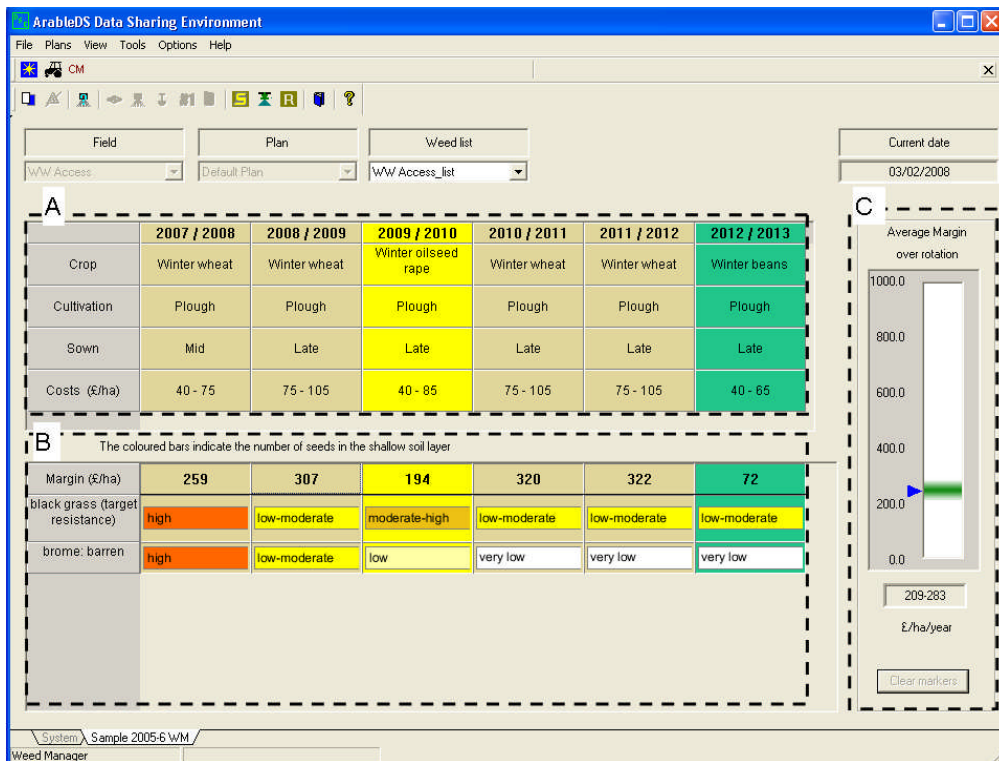 ArableDS Data Sharing Environment
File Plans View Tools Options Help
CM
#1 S R ?
Field Plan Weed list Current date
WW Access Default Plan WW Access_list 03/02/2008
A C
2007 / 2008 2008 / 2009 2009 / 2010 2010 / 2011 2011 / 2012 2012 / 2013
Crop Winter wheat Winter wheat Winter oilseed rape Winter wheat Winter wheat Winter beans
Cultivation Plough Plough Plough Plough Plough Plough
Sown Mid Late Late Late Late Late
Costs (£/ha) 40 - 75 75 - 105 40 - 85 75 - 105 75 - 105 40 - 65
B The coloured bars indicate the number of seeds in the shallow soil layer
Margin (£/ha) 259 307 194 320 322 72
black grass (target resistance) high low-moderate moderate-high low-moderate low-moderate low-moderate
brome: barren high low-moderate low very low very low very low
Average Margin
over rotation
1000.0
800.0
600.0
400.0
200.0
0.0
209-283
£/ha/year
Clear markers
System Sample 2005-6 WM
Weed Manager